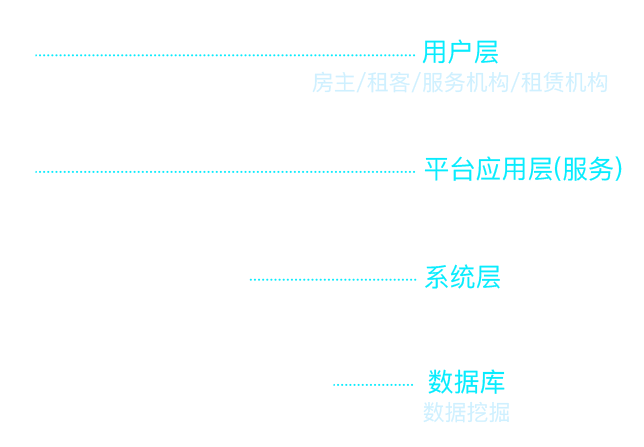 用户层
房主/租客/服务机构/租赁机构
平台应用层(服务)
系统层
数据库
数据挖掘